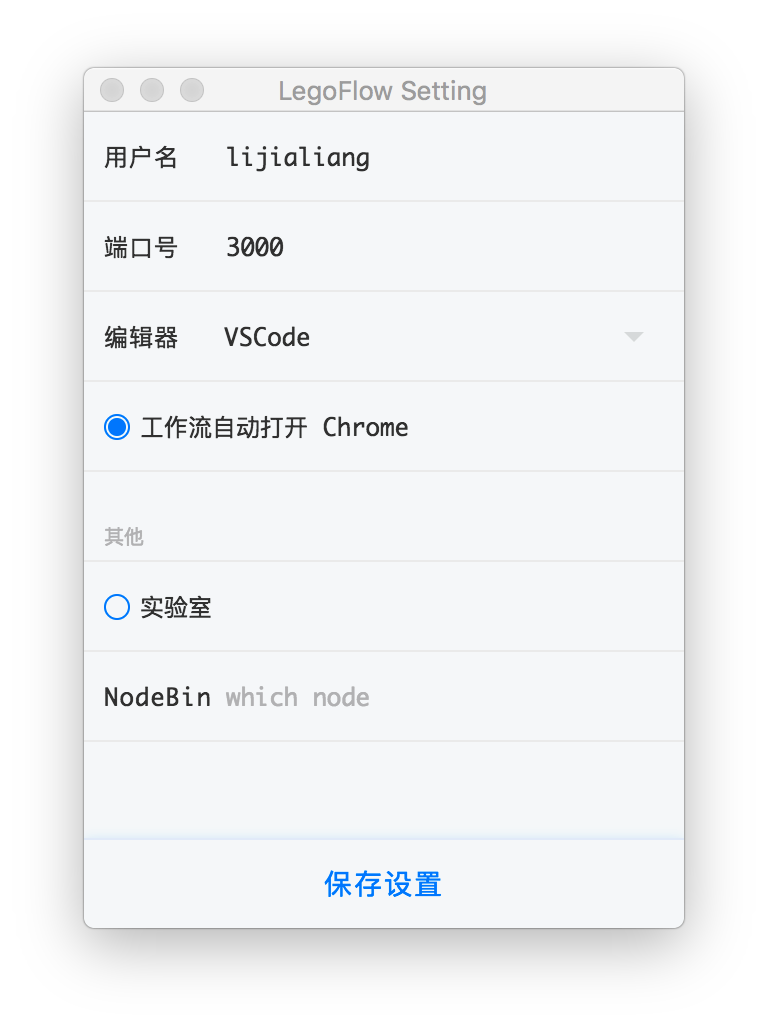 LegoFlow Setting
用户名 lijialiang
端口号 3000
编辑器 VSCode
工作流自动打开 Chrome
其他
实验室
NodeBin which node
保存设置